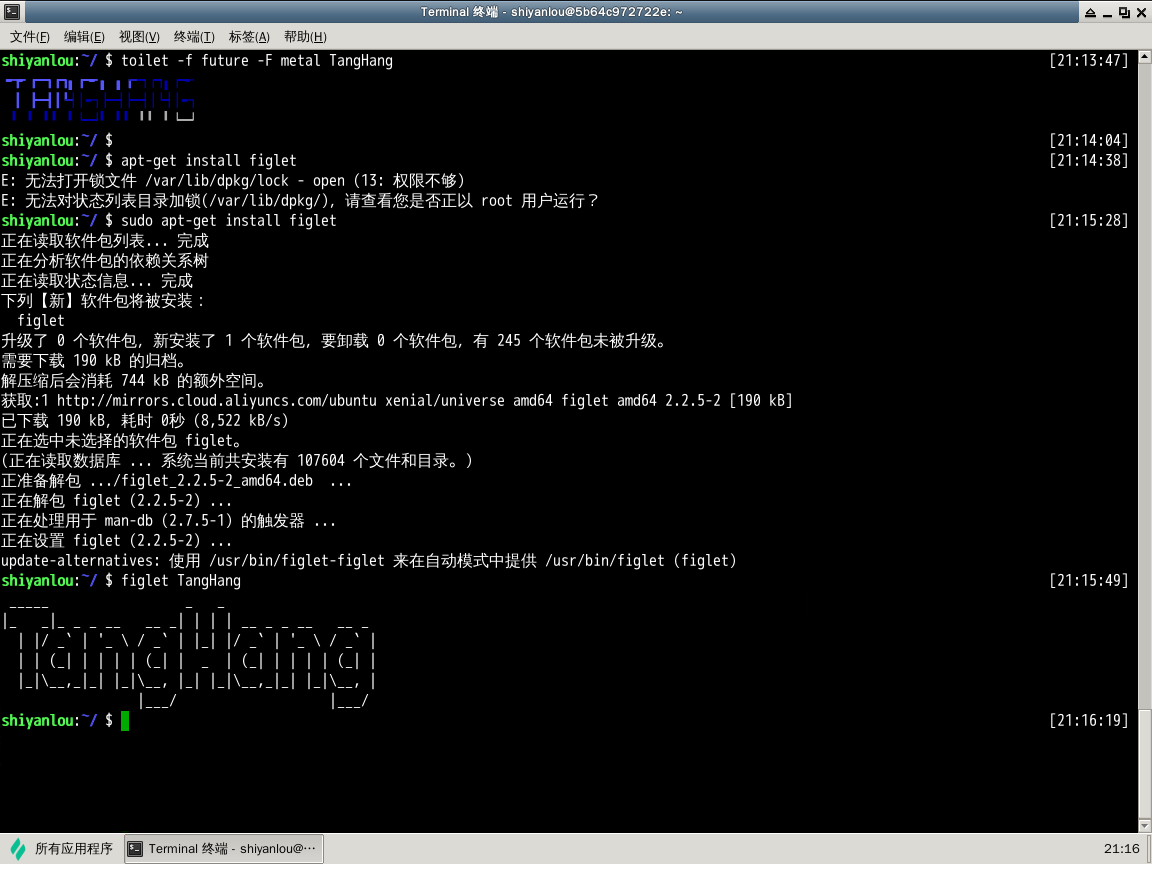 Terminal 终端 - shiyanlou@5b64c972722e: ~
文件(F) 编辑(E) 视图(V) 终端(T) 标签(A) 帮助(H)
shiyanlou:~/ $ toilet -f future -F metal TangHang [21:13:47]
TANGHANG
shiyanlou:~/ $ [21:14:04]
shiyanlou:~/ $ apt-get install figlet [21:14:38]
E: 无法打开锁文件 /var/lib/dpkg/lock - open (13: 权限不够)
E: 无法对状态列表目录加锁(/var/lib/dpkg/)，请查看您是否正以 root 用户运行？
shiyanlou:~/ $ sudo apt-get install figlet [21:15:28]
正在读取软件包列表... 完成
正在分析软件包的依赖关系树
正在读取状态信息... 完成
下列【新】软件包将被安装：
  figlet
升级了 0 个软件包，新安装了 1 个软件包，要卸载 0 个软件包，有 245 个软件包未被升级。
需要下载 190 kB 的归档。
解压缩后会消耗 744 kB 的额外空间。
获取:1 http://mirrors.cloud.aliyuncs.com/ubuntu xenial/universe amd64 figlet amd64 2.2.5-2 [190 kB]
已下载 190 kB，耗时 0秒 (8,522 kB/s)
正在选中未选择的软件包 figlet。
(正在读取数据库 ... 系统当前共安装有 107604 个文件和目录。)
正准备解包 .../figlet_2.2.5-2_amd64.deb  ...
正在解包 figlet (2.2.5-2) ...
正在处理用于 man-db (2.7.5-1) 的触发器 ...
正在设置 figlet (2.2.5-2) ...
update-alternatives: 使用 /usr/bin/figlet-figlet 来在自动模式中提供 /usr/bin/figlet (figlet)
shiyanlou:~/ $ figlet TangHang [21:15:49]
TangHang
shiyanlou:~/ $ [21:16:19]
所有应用程序 Terminal 终端 - shiyanlou@··· 21:16